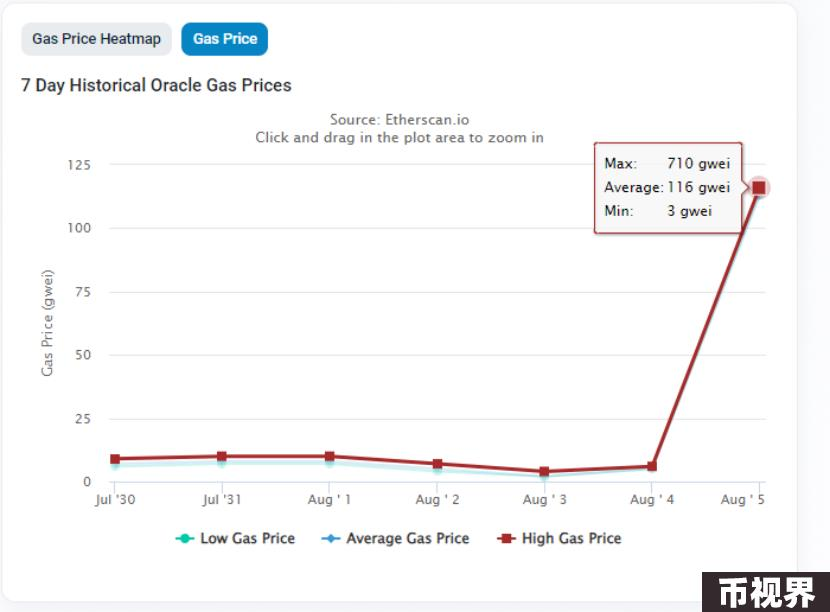 Gas Price Heatmap Gas Price
7 Day Historical Oracle Gas Prices
Source: Etherscan.io
Click and drag in the plot area to zoom in
Max: 710 gwei
Average: 116 gwei
Min: 3 gwei
Gas Price (gwei)
125
100
75
50
25
0
Jul '30 Jul '31 Aug ' 1 Aug ' 2 Aug ' 3 Aug ' 4 Aug ' 5
Low Gas Price Average Gas Price High Gas Price
币视界